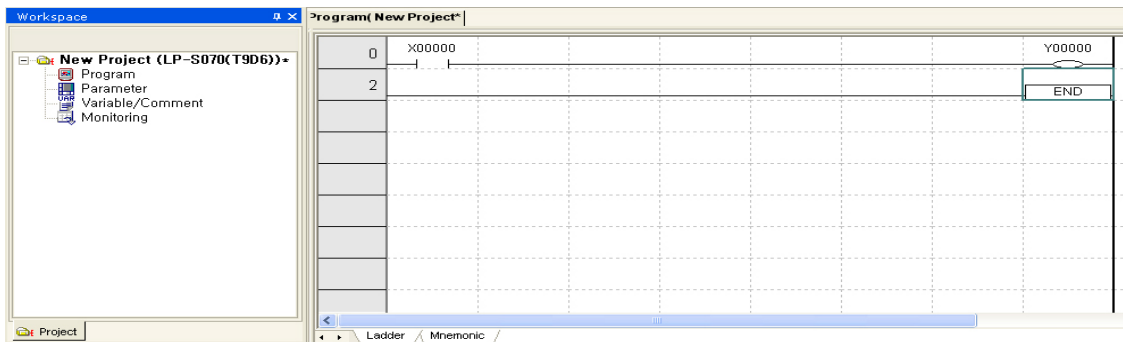 Workspace
New Project (LP-S070(T9D6))*
Program
Parameter
Variable/Comment
Monitoring
Project
Program( New Project*
0
X00000
Y00000
2
END
Ladder
Mnemonic